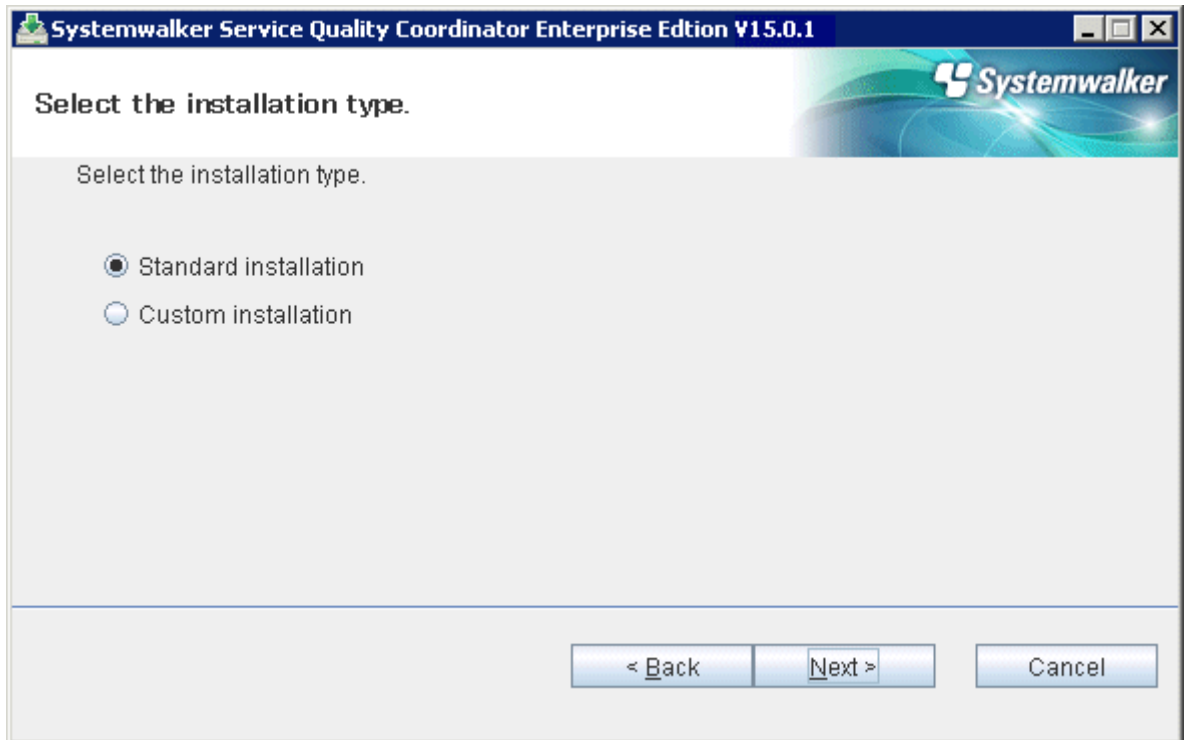 Systemwalker Service Quality Coordinator Enterprise Edtion V15.0.1
Systemwalker
Select the installation type.
Select the installation type.
Standard installation
Custom installation
< Back
Next >
Cancel